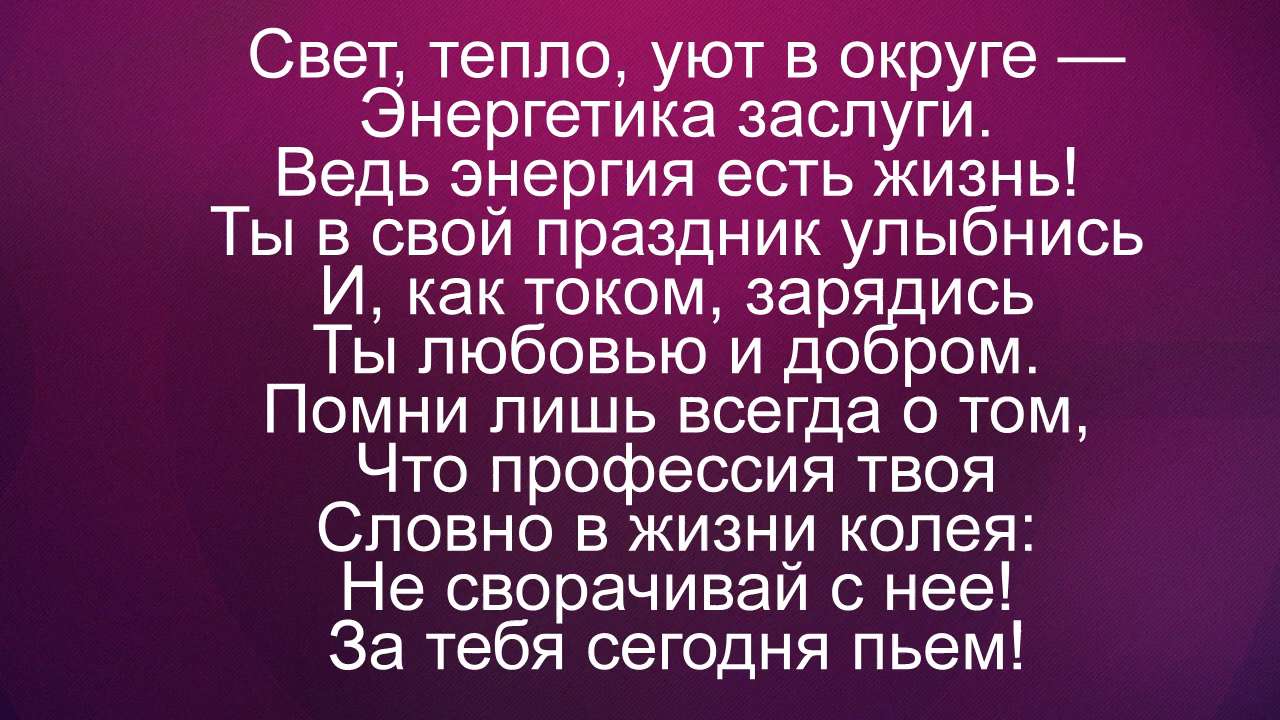 Свет, тепло, уют в округе —
Энергетика заслуги.
Ведь энергия есть жизнь!
Ты в свой праздник улыбнись
И, как током, зарядись
Ты любовью и добром.
Помни лишь всегда о том,
Что профессия твоя
Словно в жизни колея:
Не сворачивай с нее!
За тебя сегодня пьем!